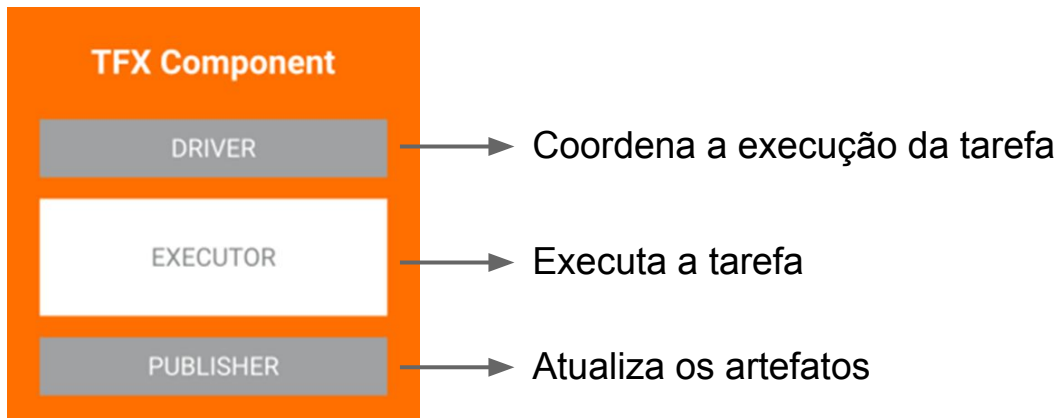 TFX Component
DRIVER
Coordena a execução da tarefa
EXECUTOR
Executa a tarefa
PUBLISHER
Atualiza os artefatos